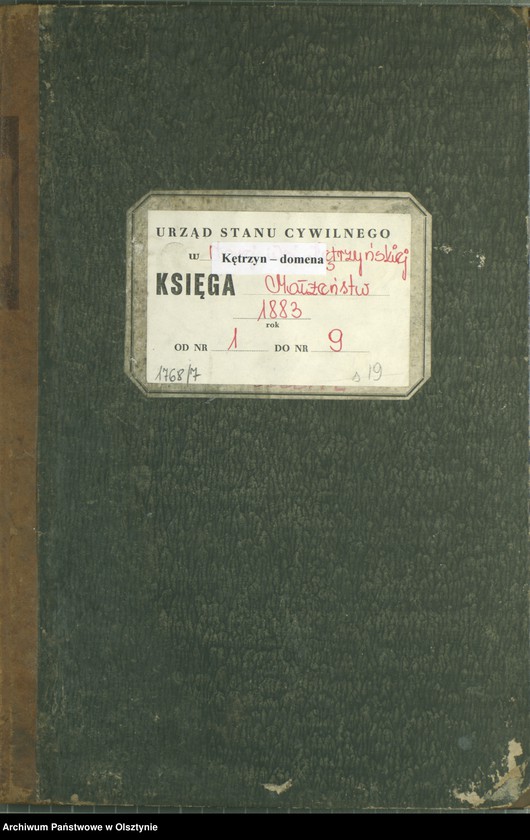 URZĄD STANU CYWILNEGO
w Kętrzyn – domena
KSIĘGA Małżeństw
1883
rok
OD NR 1 DO NR 9
1768/7 s 19
Archiwum Państwowe w Olsztynie